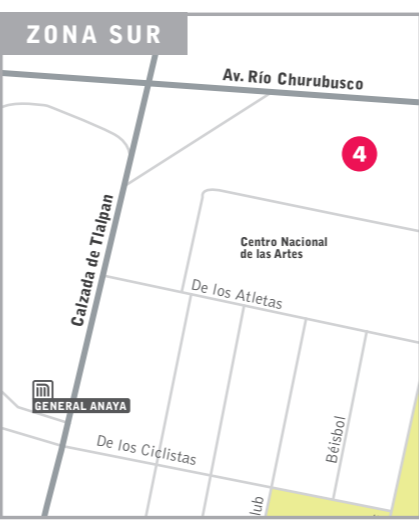 ZONA SUR
Av. Río Churubusco
4
Calzada de Tlalpan
Centro Nacional
de las Artes
De los Atletas
GENERAL ANAYA
De los Ciclistas
Béisbol